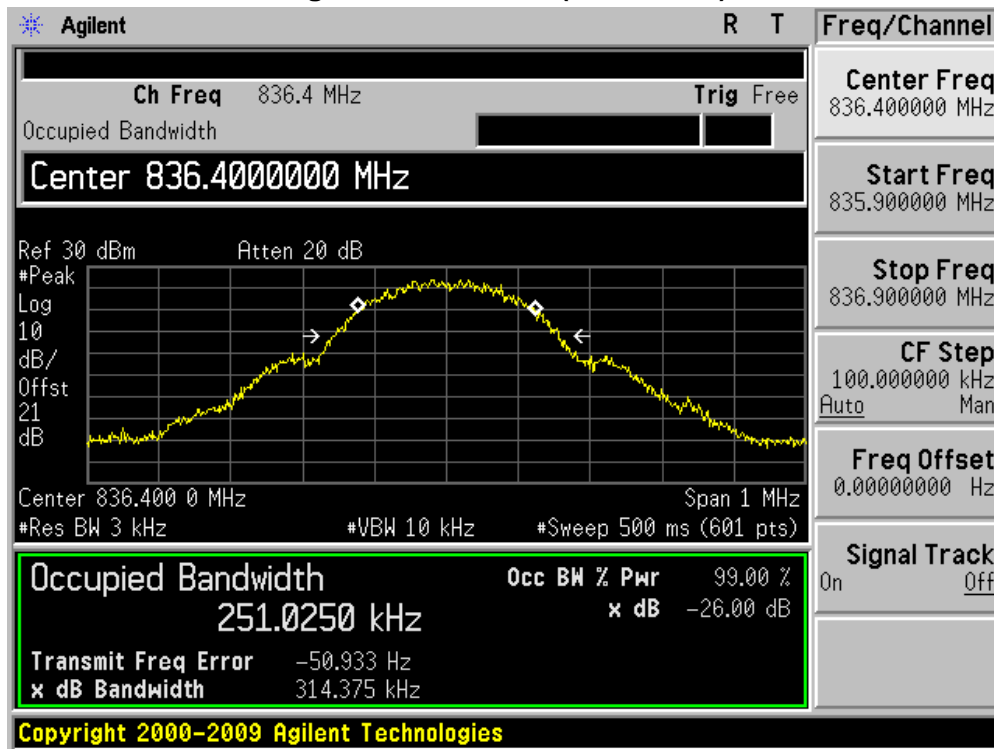 Agilent R T Freq/Channel
Ch Freq 836.4 MHz Trig Free
Occupied Bandwidth
Center 836.4000000 MHz
Ref 30 dBm Atten 20 dB
#Peak
Log
10
dB/
Offst
21
dB
Center 836.400 0 MHz Span 1 MHz
#Res BW 3 kHz #VBW 10 kHz #Sweep 500 ms (601 pts)
Occupied Bandwidth Occ BW % Pwr 99.00 %
251.0250 kHz x dB -26.00 dB
Transmit Freq Error -50.933 Hz
x dB Bandwidth 314.375 kHz
Copyright 2000-2009 Agilent Technologies
Center Freq
836.400000 MHz
Start Freq
835.900000 MHz
Stop Freq
836.900000 MHz
CF Step
100.000000 kHz
Auto Man
Freq Offset
0.00000000 Hz
Signal Track
On Off